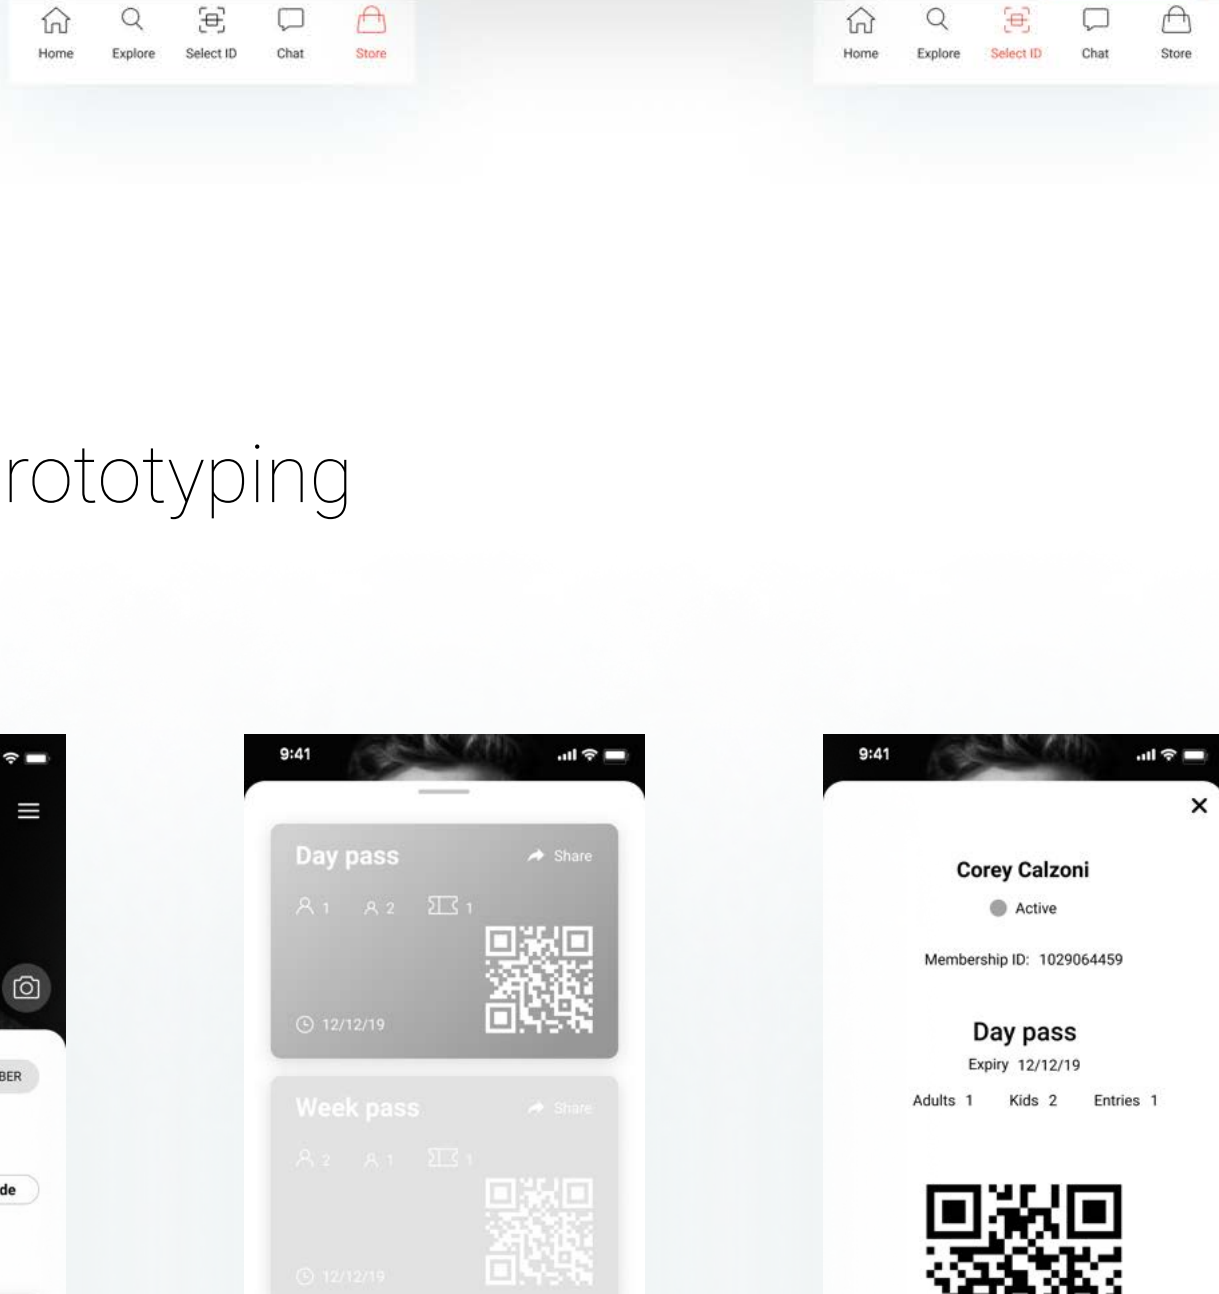 Home Explore Select ID Chat Store
Home Explore Select ID Chat Store
rototyping
BER
de
9:41
Day pass
Share
1 2 1
12/12/19
Week pass
Share
2 1 1
12/12/19
9:41
Corey Calzoni
Active
Membership ID: 1029064459
Day pass
Expiry 12/12/19
Adults 1 Kids 2 Entries 1